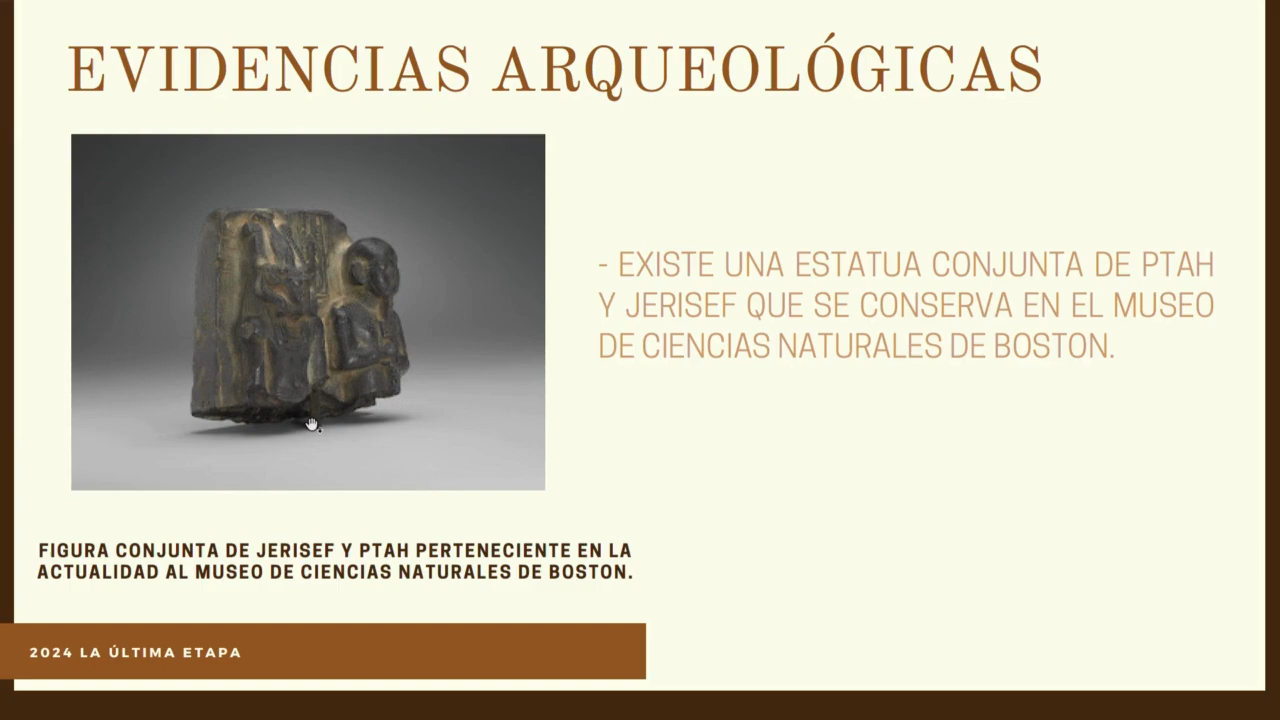 EVIDENCIAS ARQUEOLÓGICAS
- EXISTE UNA ESTATUA CONJUNTA DE PTAH
Y JERISEF QUE SE CONSERVA EN EL MUSEO
DE CIENCIAS NATURALES DE BOSTON.
FIGURA CONJUNTA DE JERISEF Y PTAH PERTENECIENTE EN LA
ACTUALIDAD AL MUSEO DE CIENCIAS NATURALES DE BOSTON.
2024 LA ÚLTIMA ETAPA